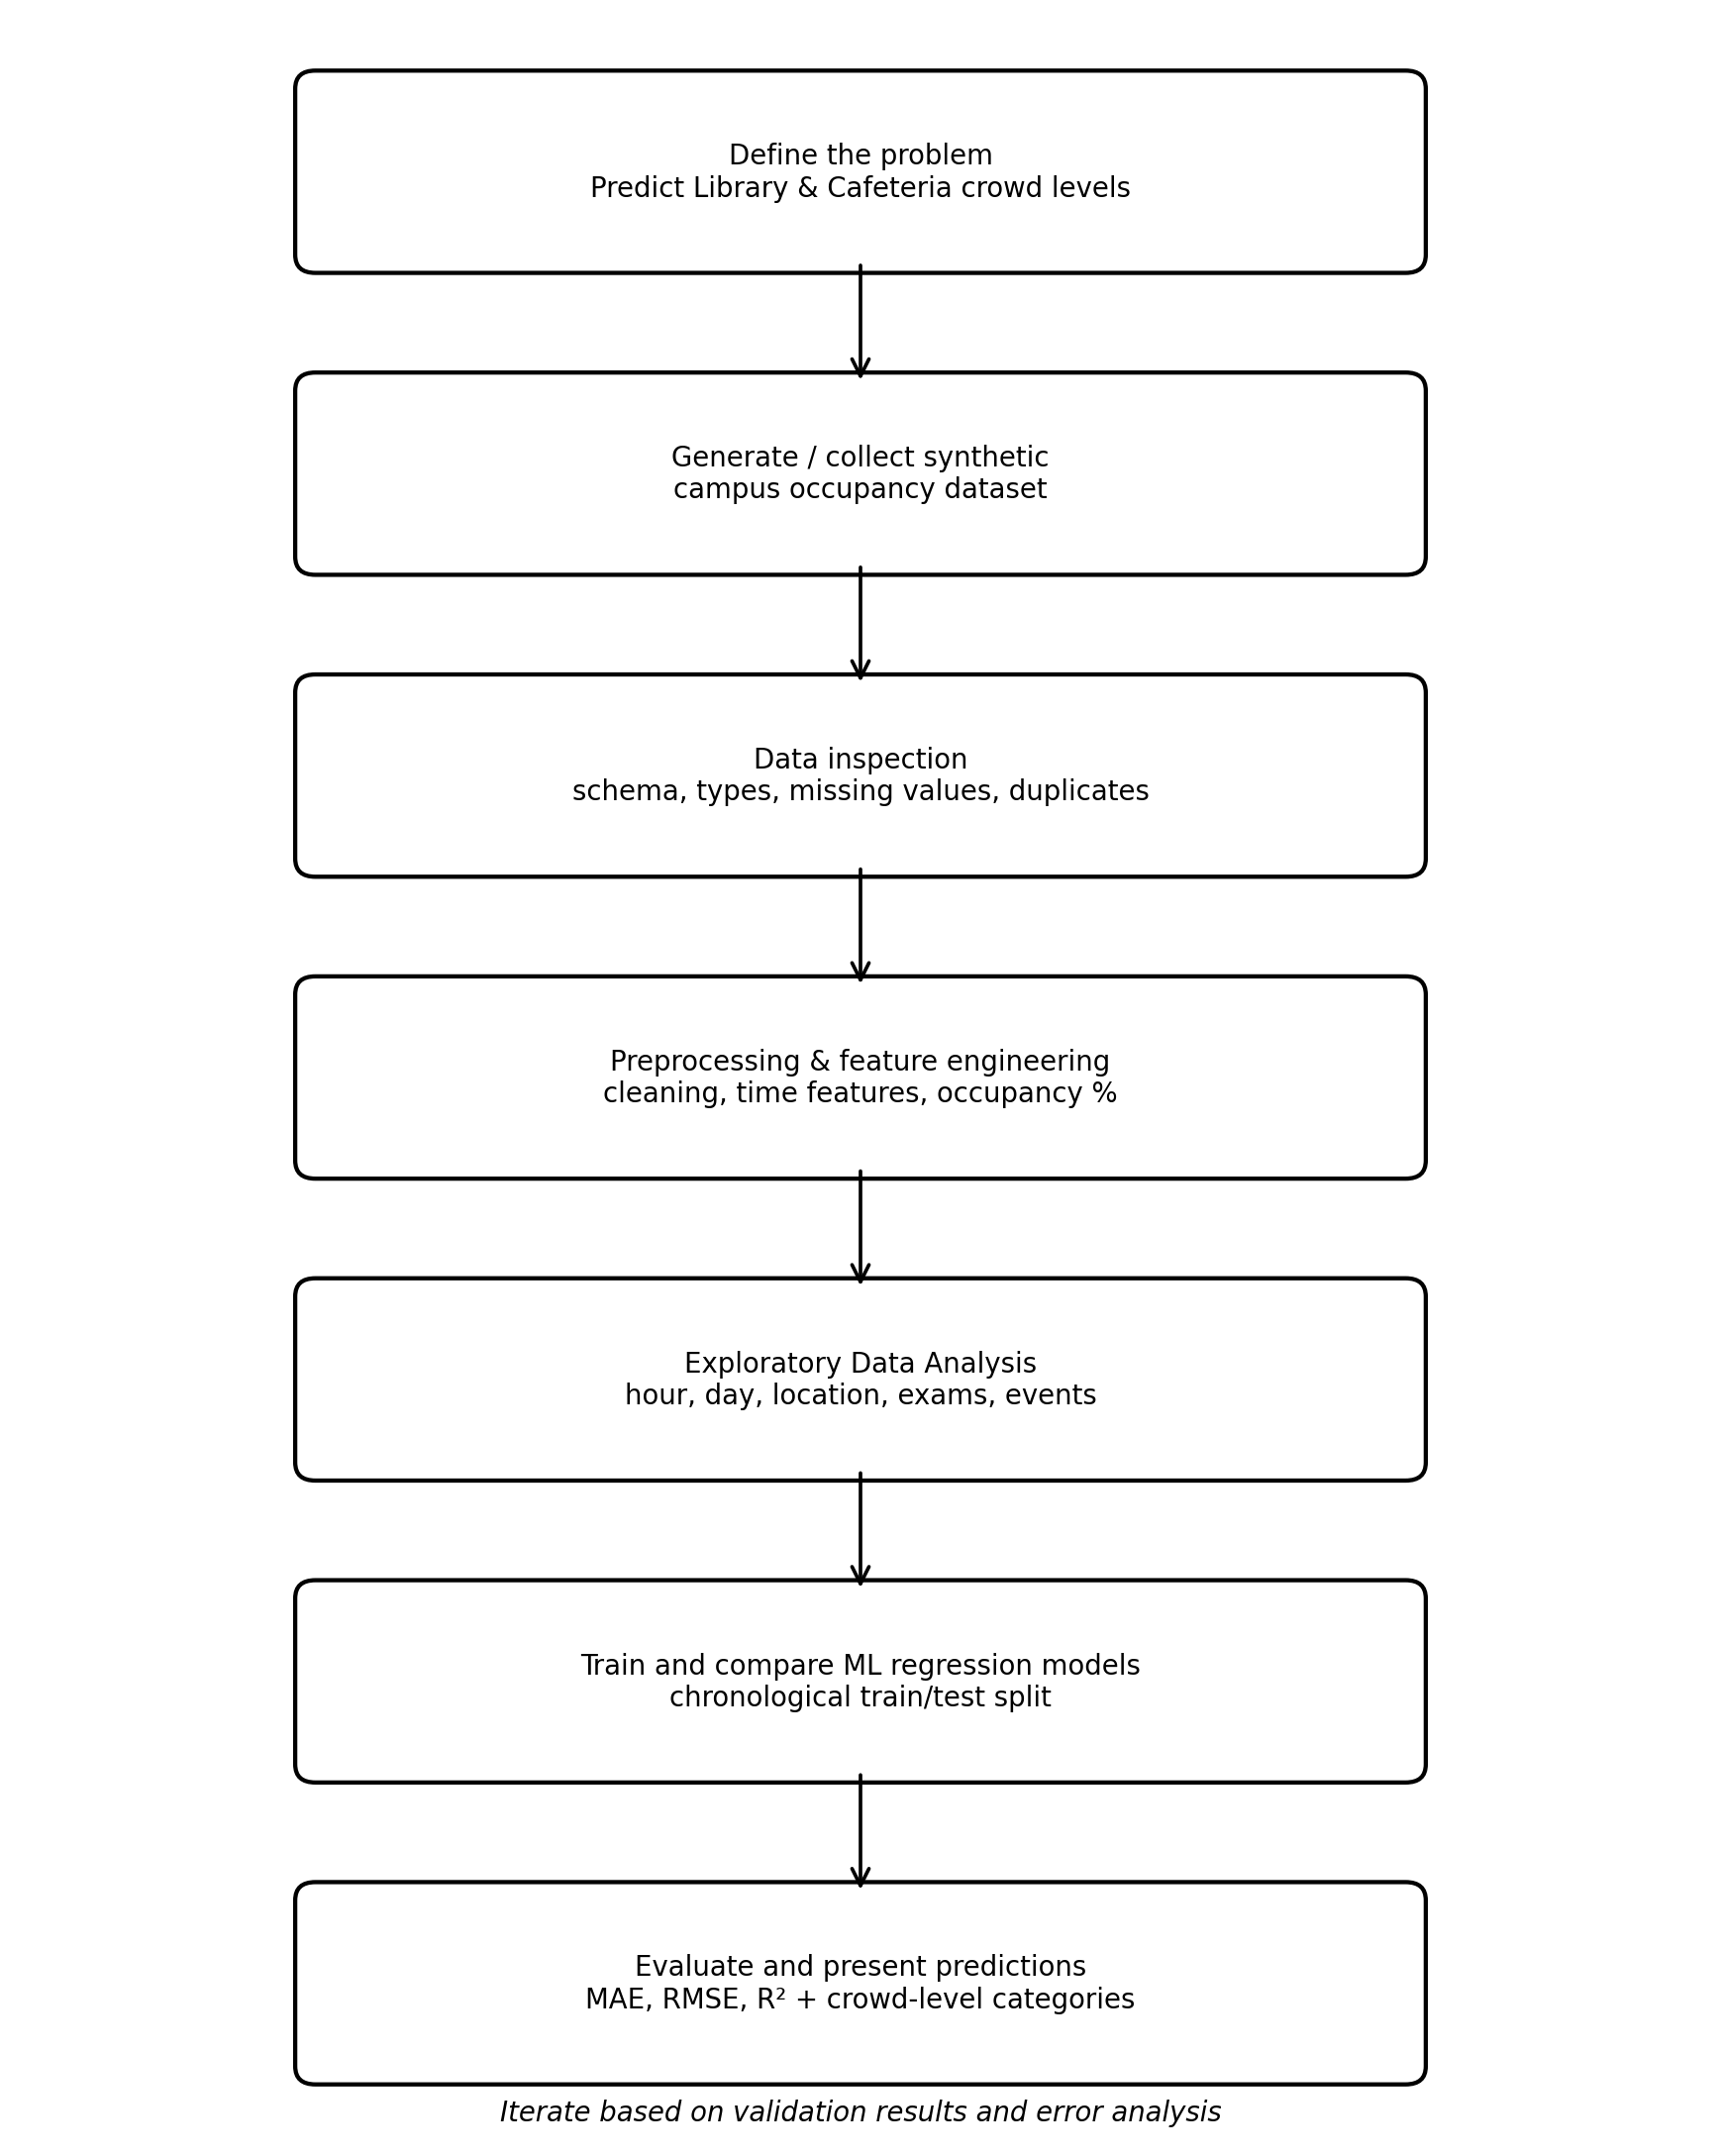 Define the problem
Predict Library & Cafeteria crowd levels
Generate / collect synthetic
campus occupancy dataset
Data inspection
schema, types, missing values, duplicates
Preprocessing & feature engineering
cleaning, time features, occupancy %
Exploratory Data Analysis
hour, day, location, exams, events
Train and compare ML regression models
chronological train/test split
Evaluate and present predictions
MAE, RMSE, R² + crowd-level categories
Iterate based on validation results and error analysis